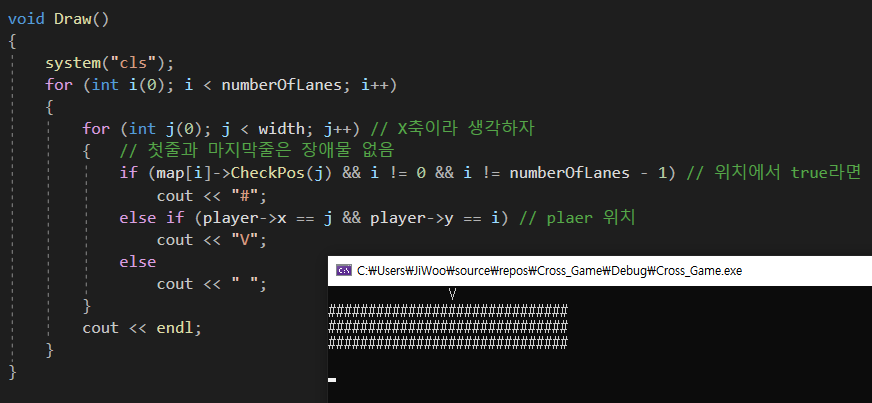 void Draw()
{
    system("cls");
    for (int i(0); i < numberOfLanes; i++)
    {
        for (int j(0); j < width; j++) // X축이라 생각하자
        {   // 첫줄과 마지막줄은 장애물 없음
            if (map[i]->CheckPos(j) && i != 0 && i != numberOfLanes - 1) // 위치에서 true라면
                cout << "#";
            else if (player->x == j && player->y == i) // plaer 위치
                cout << "V";
            else
                cout << " ";
        }
        cout << endl;
    }
}
C:₩Users₩JiWoo₩source₩repos₩Cross_Game₩Debug₩Cross_Game.exe
V
##############################
##############################
##############################